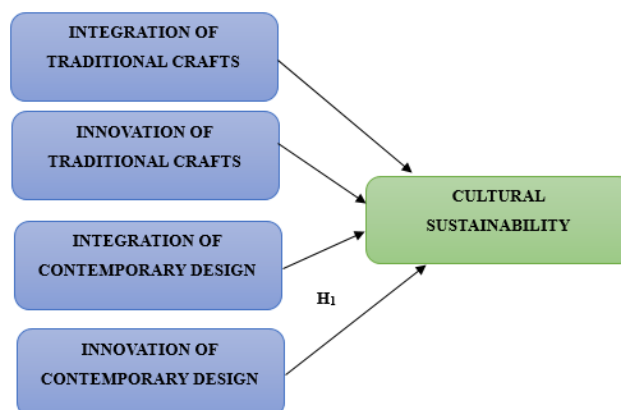 INTEGRATION OF
TRADITIONAL CRAFTS
INNOVATION OF
TRADITIONAL CRAFTS
CULTURAL
SUSTAINABILITY
INTEGRATION OF
CONTEMPORARY DESIGN
H₁
INNOVATION OF
CONTEMPORARY DESIGN